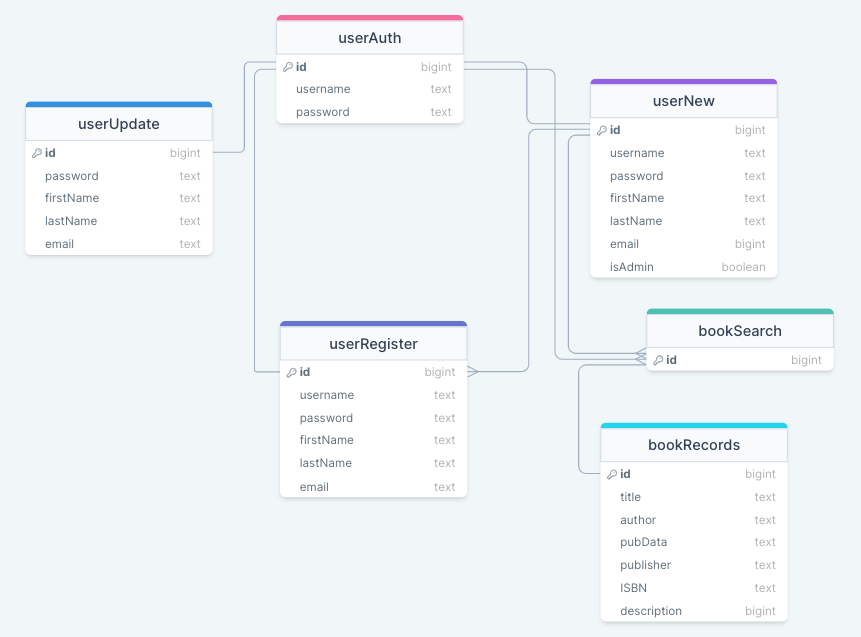 userAuth
id bigint
username text
password text
userUpdate
id bigint
password text
firstName text
lastName text
email text
userNew
id bigint
username text
password text
firstName text
lastName text
email bigint
isAdmin boolean
userRegister
id bigint
username text
password text
firstName text
lastName text
email text
bookSearch
id bigint
bookRecords
id bigint
title text
author text
pubData text
publisher text
ISBN text
description bigint